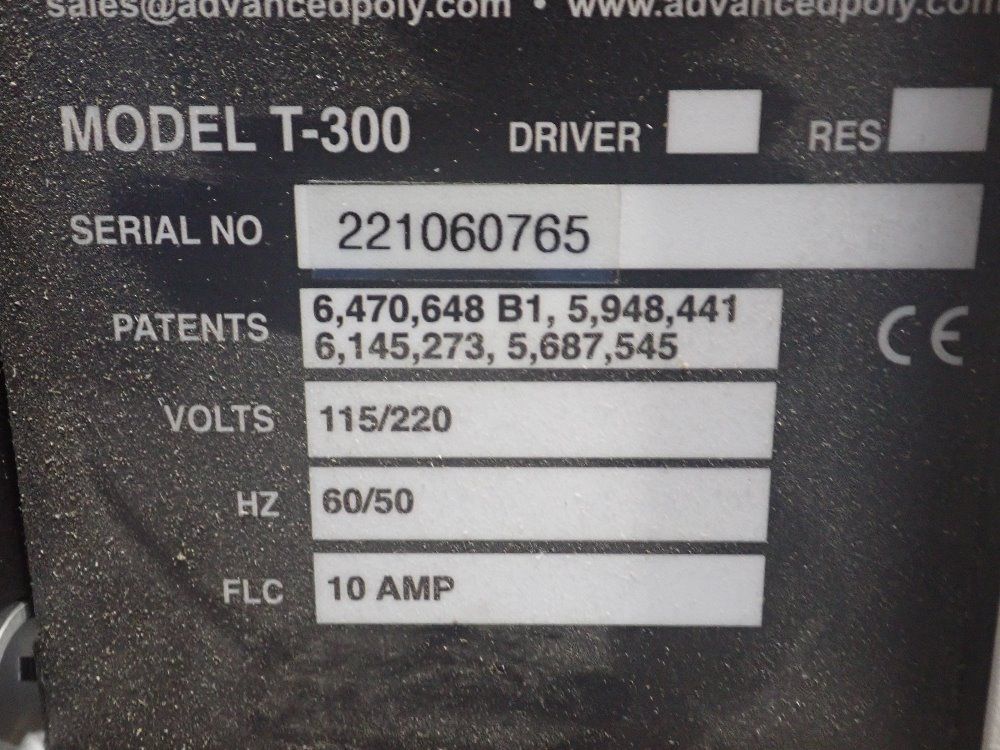 sales@advancedpoly.com • www.advancedpoly.com
MODEL T-300 DRIVER RES
SERIAL NO 221060765
PATENTS 6,470,648 B1, 5,948,441
6,145,273, 5,687,545
VOLTS 115/220
HZ 60/50
FLC 10 AMP
CE